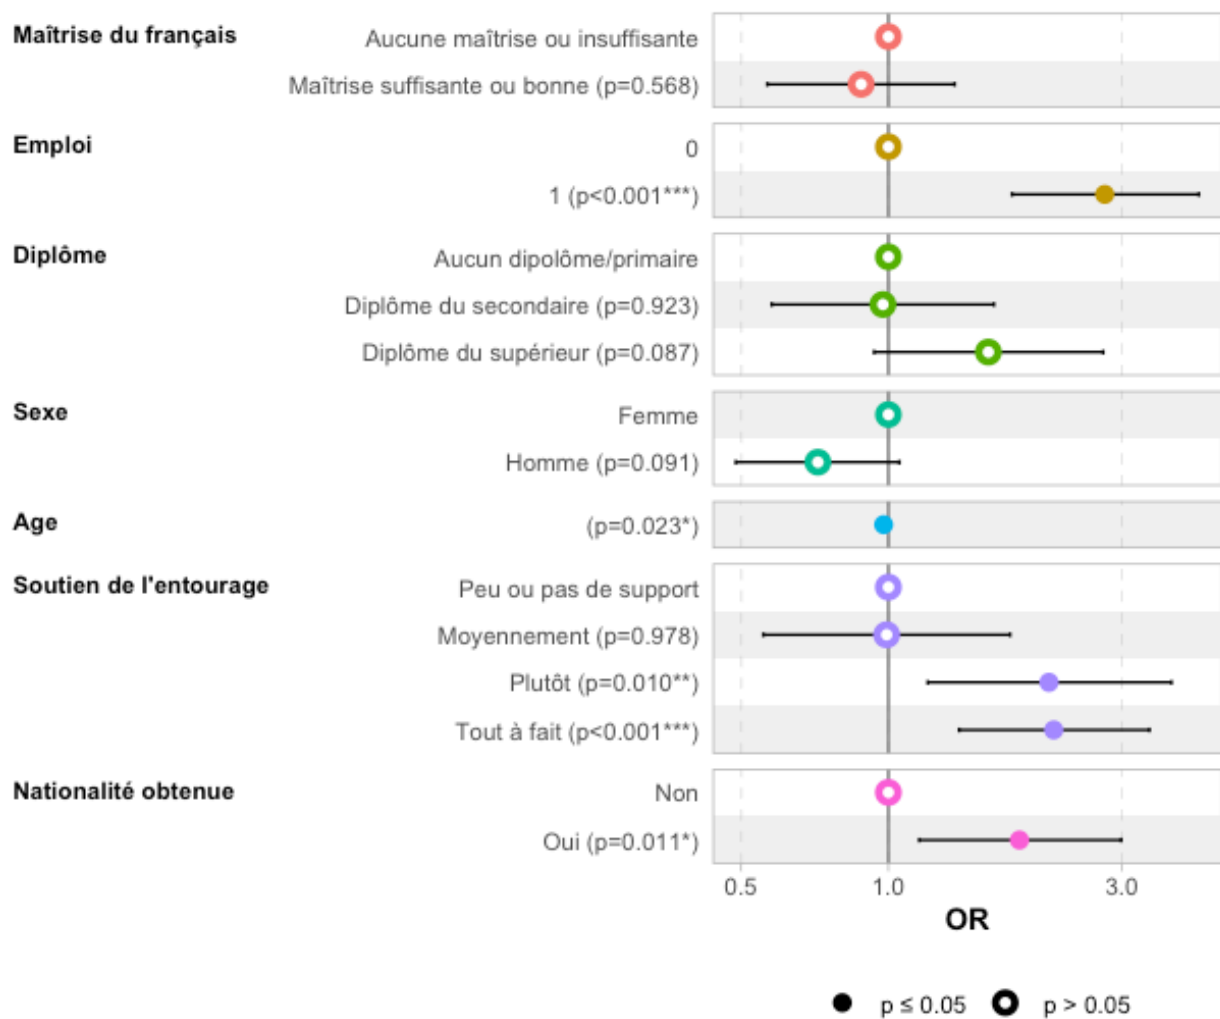 Maîtrise du français
Aucune maîtrise ou insuffisante
Maîtrise suffisante ou bonne (p=0.568)
Emploi
0
1 (p<0.001***)
Diplôme
Aucun dipolôme/primaire
Diplôme du secondaire (p=0.923)
Diplôme du supérieur (p=0.087)
Sexe
Femme
Homme (p=0.091)
Age
(p=0.023*)
Soutien de l'entourage
Peu ou pas de support
Moyennement (p=0.978)
Plutôt (p=0.010**)
Tout à fait (p<0.001***)
Nationalité obtenue
Non
Oui (p=0.011*)
0.5 1.0 3.0
OR
p ≤ 0.05 p > 0.05